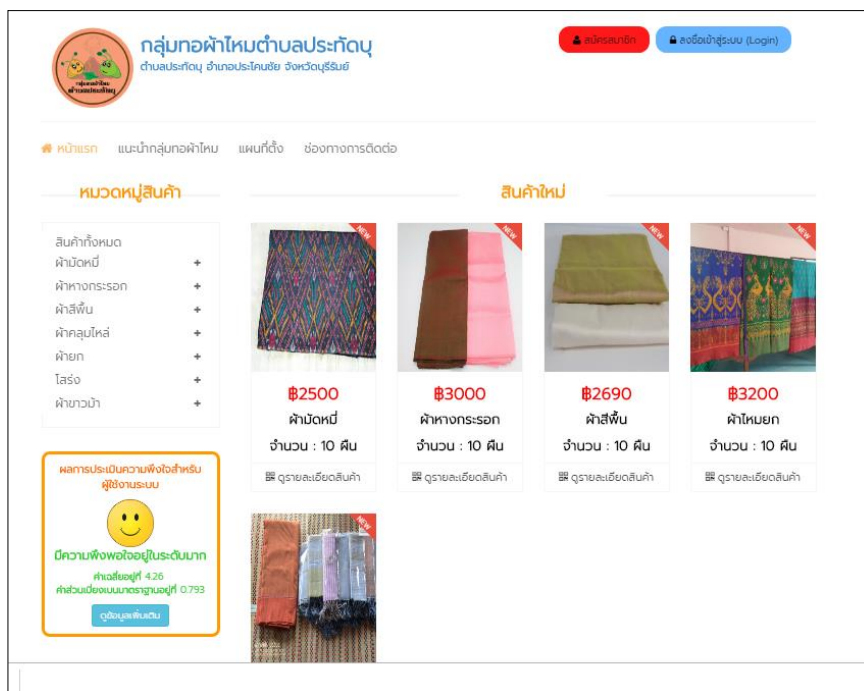 กลุ่มทอผ้าไหมตำบลประทัดบุ
ตำบลประทัดบุ อำเภอประโคนชัย จังหวัดบุรีรัมย์
สมัครสมาชิก
ลงชื่อเข้าสู่ระบบ (Login)
หน้าแรก
แนะนำกลุ่มทอผ้าไหม
แผนที่ตั้ง
ช่องทางการติดต่อ
หมวดหมู่สินค้า
สินค้าทั้งหมด
ผ้ามัดหมี่ +
ผ้าหางกระรอก +
ผ้าสีพื้น +
ผ้าคลุมไหล่ +
ผ้ายก +
โสร่ง +
ผ้าขาวม้า +
ผลการประเมินความพึงใจสำหรับ
ผู้ใช้งานระบบ
มีความพึงพอใจอยู่ในระดับมาก
ค่าเฉลี่ยอยู่ที่ 4.26
ค่าส่วนเบี่ยงเบนมาตราฐานอยู่ที่ 0.793
ดูข้อมูลเพิ่มเติม
สินค้าใหม่
NEW
฿2500
ผ้ามัดหมี่
จำนวน : 10 ผืน
ดูรายละเอียดสินค้า
NEW
฿3000
ผ้าหางกระรอก
จำนวน : 10 ผืน
ดูรายละเอียดสินค้า
NEW
฿2690
ผ้าสีพื้น
จำนวน : 10 ผืน
ดูรายละเอียดสินค้า
NEW
฿3200
ผ้าไหมยก
จำนวน : 10 ผืน
ดูรายละเอียดสินค้า
NEW